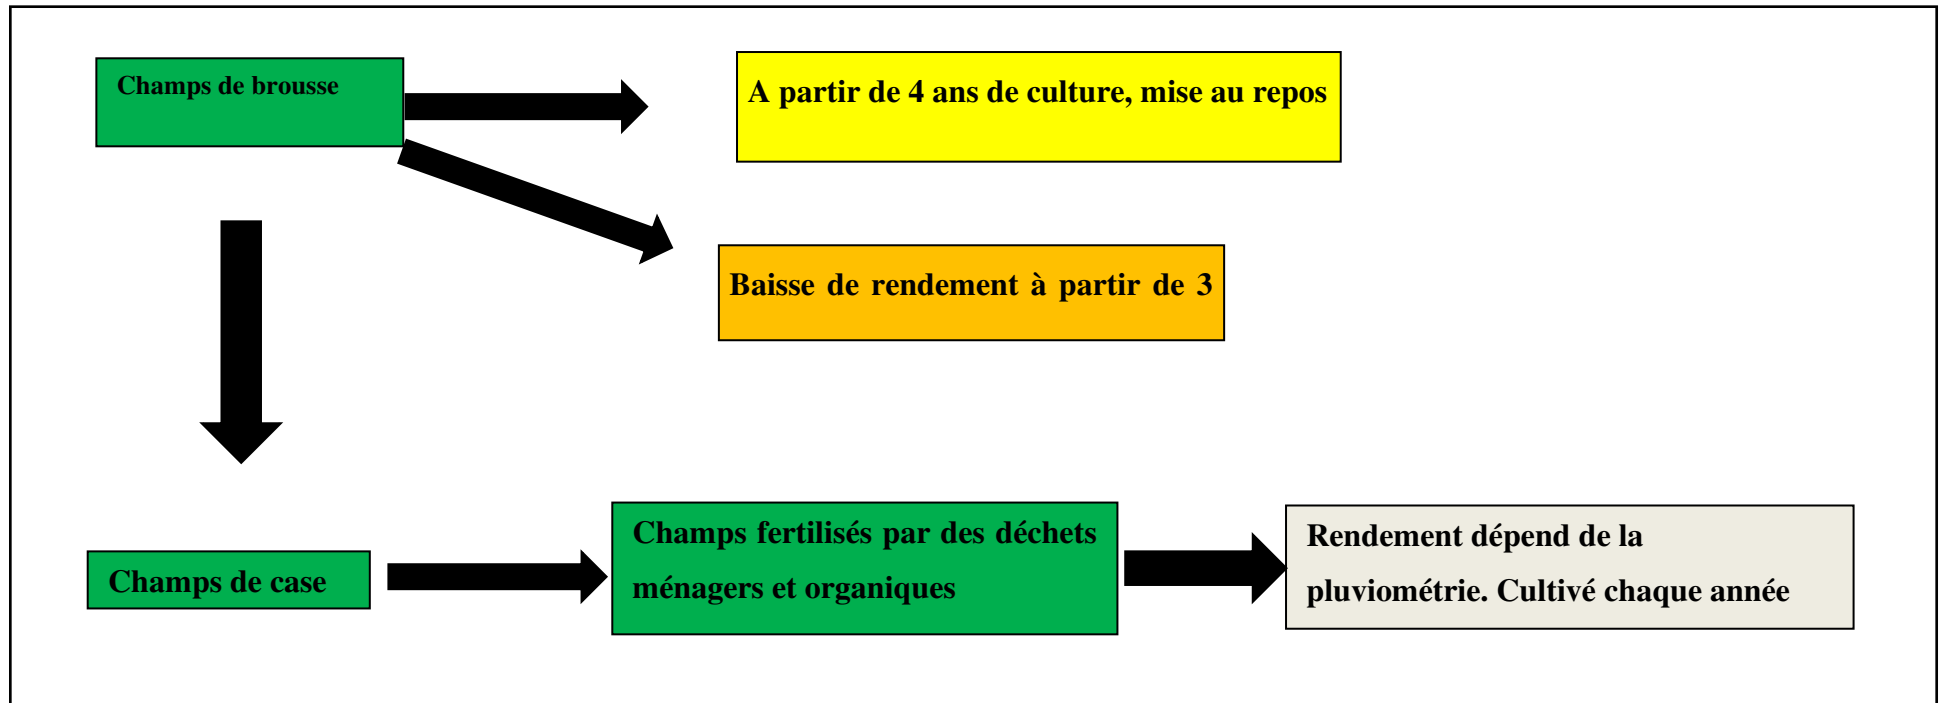 Champs de brousse
A partir de 4 ans de culture, mise au repos
Baisse de rendement à partir de 3
Champs de case
Champs fertilisés par des déchets
ménagers et organiques
Rendement dépend de la
pluviométrie. Cultivé chaque année